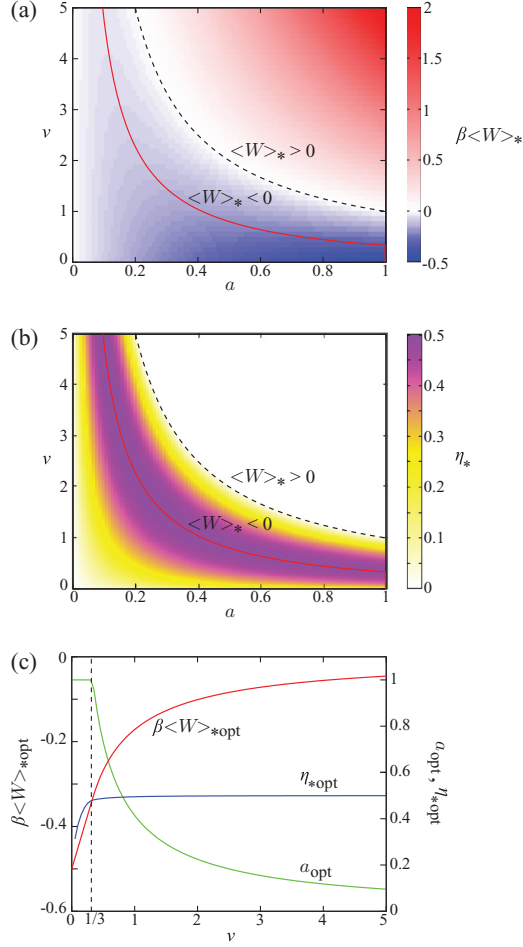 (a)
5
4
3
2
1
0
v
0.2
0.4
0.6
0.8
1
a
<W>* > 0
<W>* < 0
2
1.5
1
0.5
0
-0.5
β<W>*
(b)
5
4
3
2
1
0
v
0.2
0.4
0.6
0.8
1
a
<W>* > 0
<W>* < 0
0.5
0.4
0.3
0.2
0.1
0
η*
(c)
0
-0.2
-0.4
-0.6
β<W>*opt
β<W>*opt
η*opt
aopt
1
0.8
0.6
0.4
0.2
0
aopt , η*opt
0
1/3
1
2
3
4
5
v